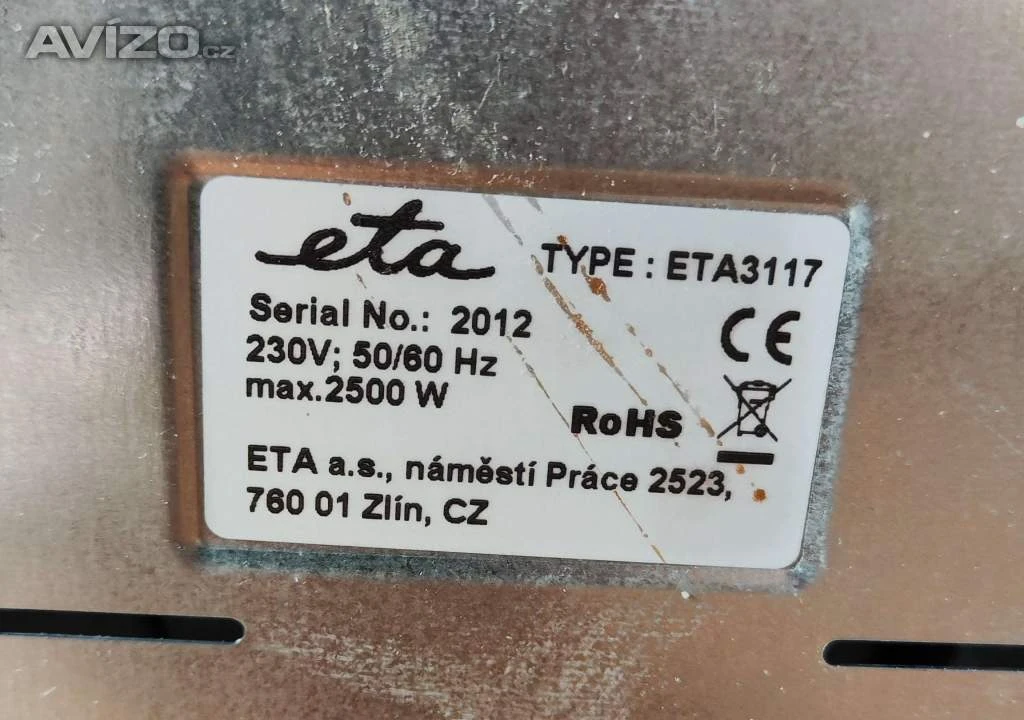 AVÍZO.cz
eta TYPE : ETA3117
Serial No.: 2012
230V; 50/60 Hz
max.2500 W
CE
RoHS
ETA a.s., náměstí Práce 2523,
760 01 Zlín, CZ